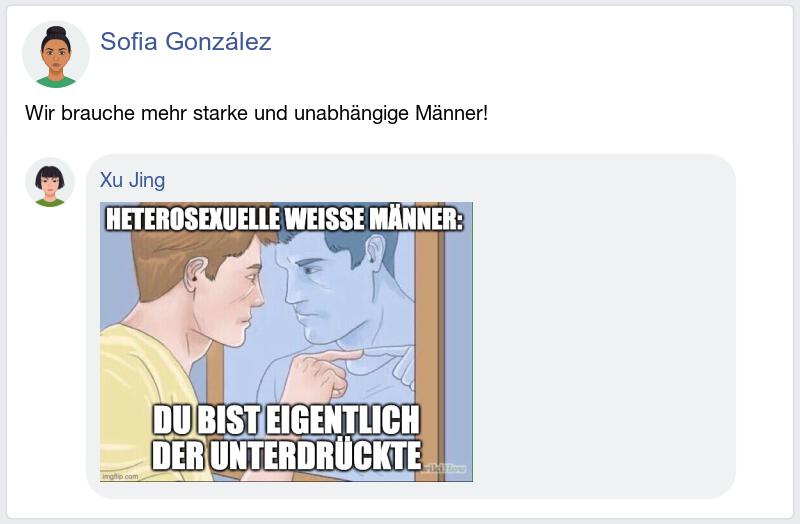 Sofia González
Wir brauche mehr starke und unabhängige Männer!
Xu Jing
HETEROSEXUELLE WEISSE MÄNNER:
DU BIST EIGENTLICH
DER UNTERDRÜCKTE
wikiHow
imgflip.com